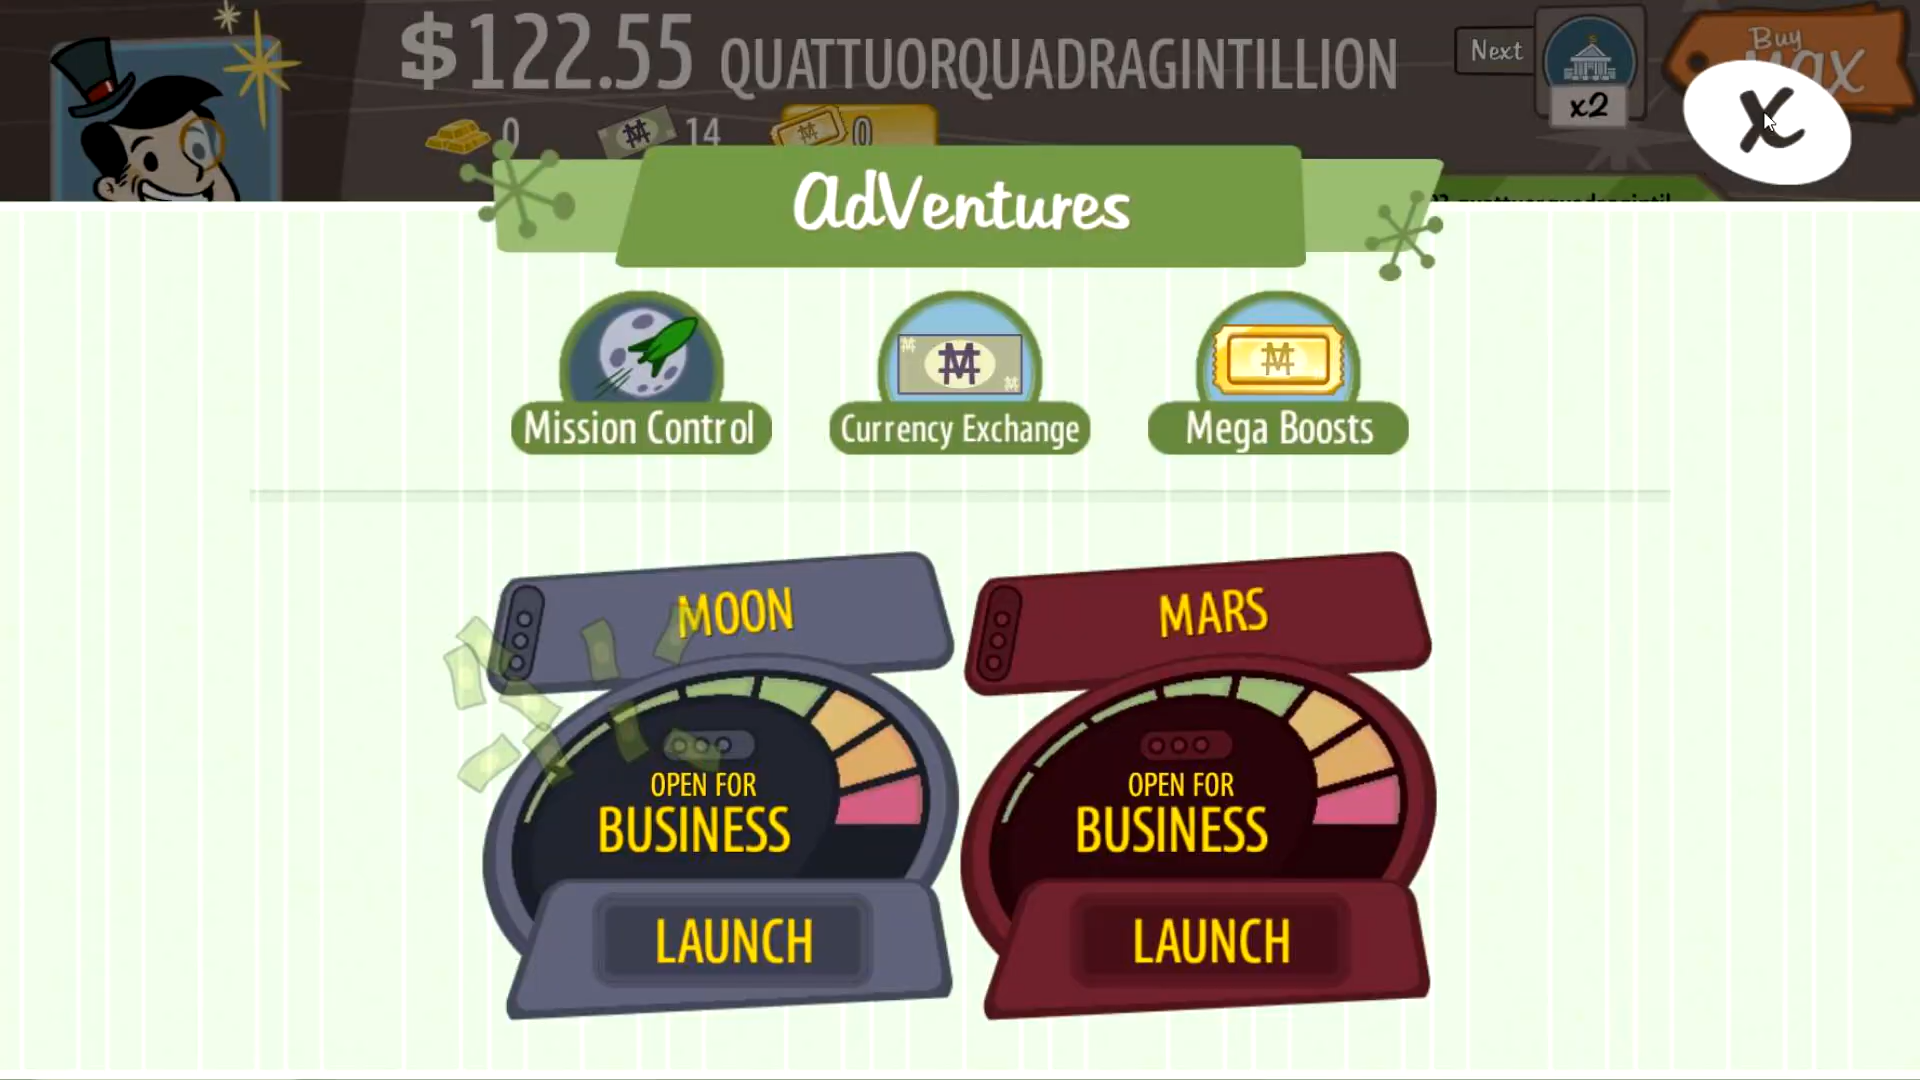 $122.55 QUATTUORQUADRAGINTILLION
Next
x2
Buy
0
14
0
X
AdVentures
Mission Control
Currency Exchange
Mega Boosts
MOON
OPEN FOR
BUSINESS
LAUNCH
MARS
OPEN FOR
BUSINESS
LAUNCH